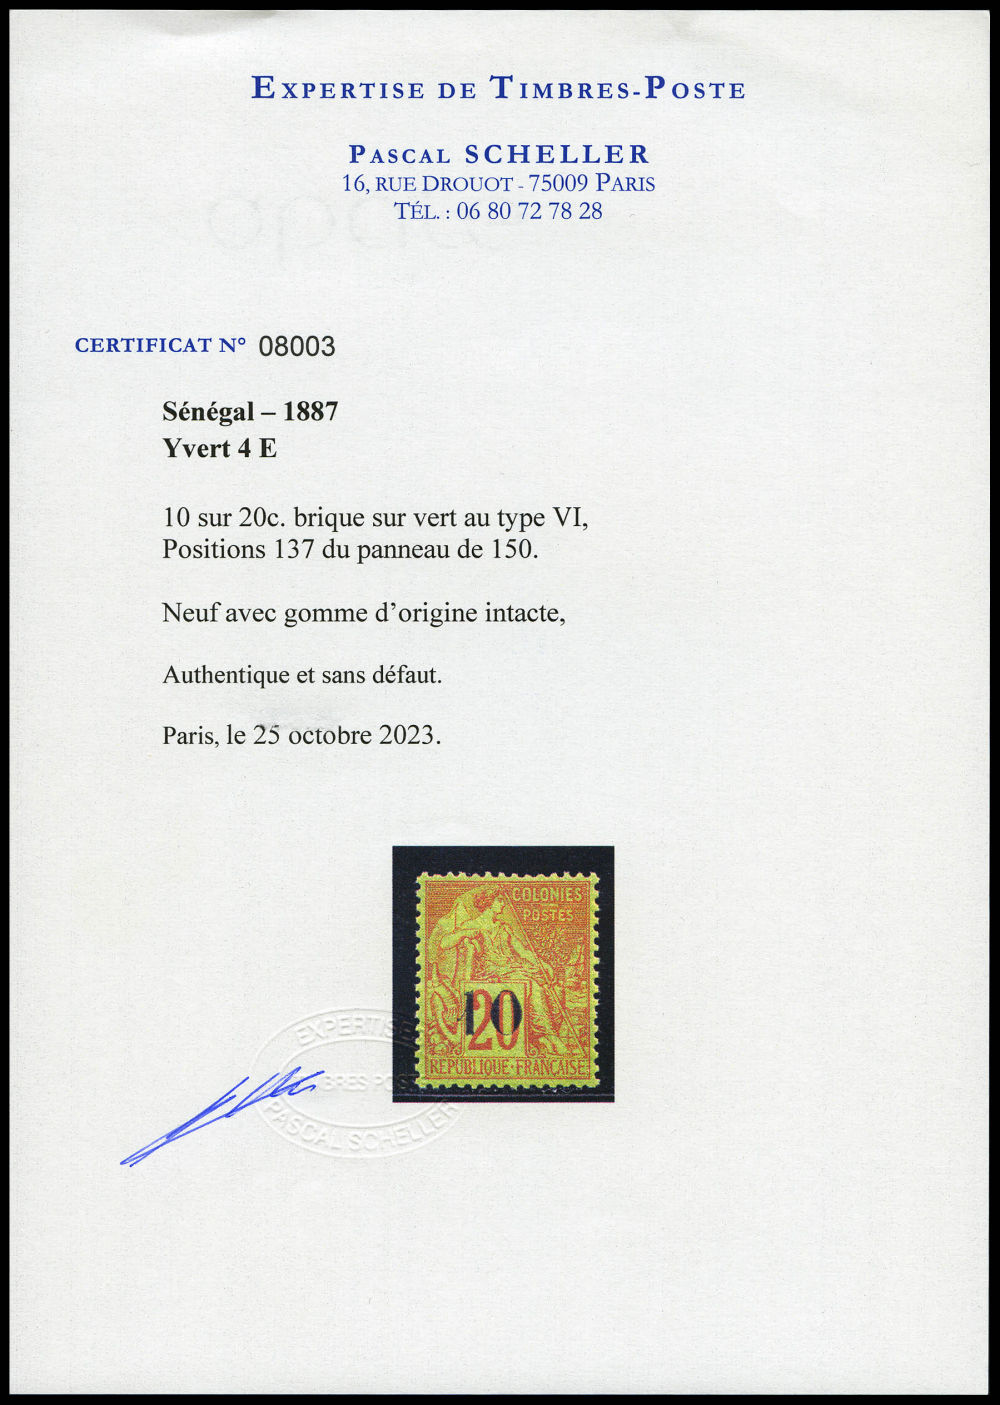 EXPERTISE DE TIMBRES-POSTE
PASCAL SCHELLER
16, RUE DROUOT - 75009 PARIS
TÉL. : 06 80 72 78 28
CERTIFICAT N° 08003
Sénégal – 1887
Yvert 4 E
10 sur 20c. brique sur vert au type VI,
Positions 137 du panneau de 150.
Neuf avec gomme d’origine intacte,
Authentique et sans défaut.
Paris, le 25 octobre 2023.
COLONIES
POSTES
20
10
REPUBLIQUE·FRANÇAISE
EXPERTISE
TIMBRES POST
PASCAL SCHELLER